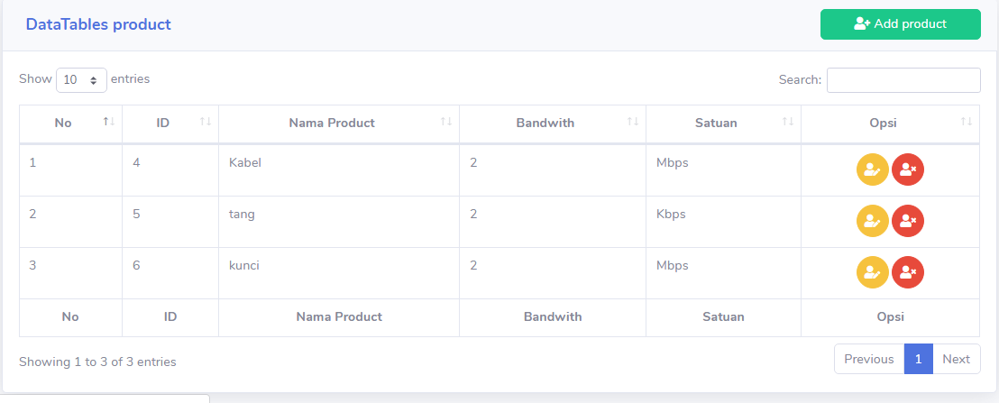 DataTables product
Add product
Show 10 entries
Search:
No ID Nama Product Bandwith Satuan Opsi
1 4 Kabel 2 Mbps
2 5 tang 2 Kbps
3 6 kunci 2 Mbps
No ID Nama Product Bandwith Satuan Opsi
Showing 1 to 3 of 3 entries
Previous 1 Next